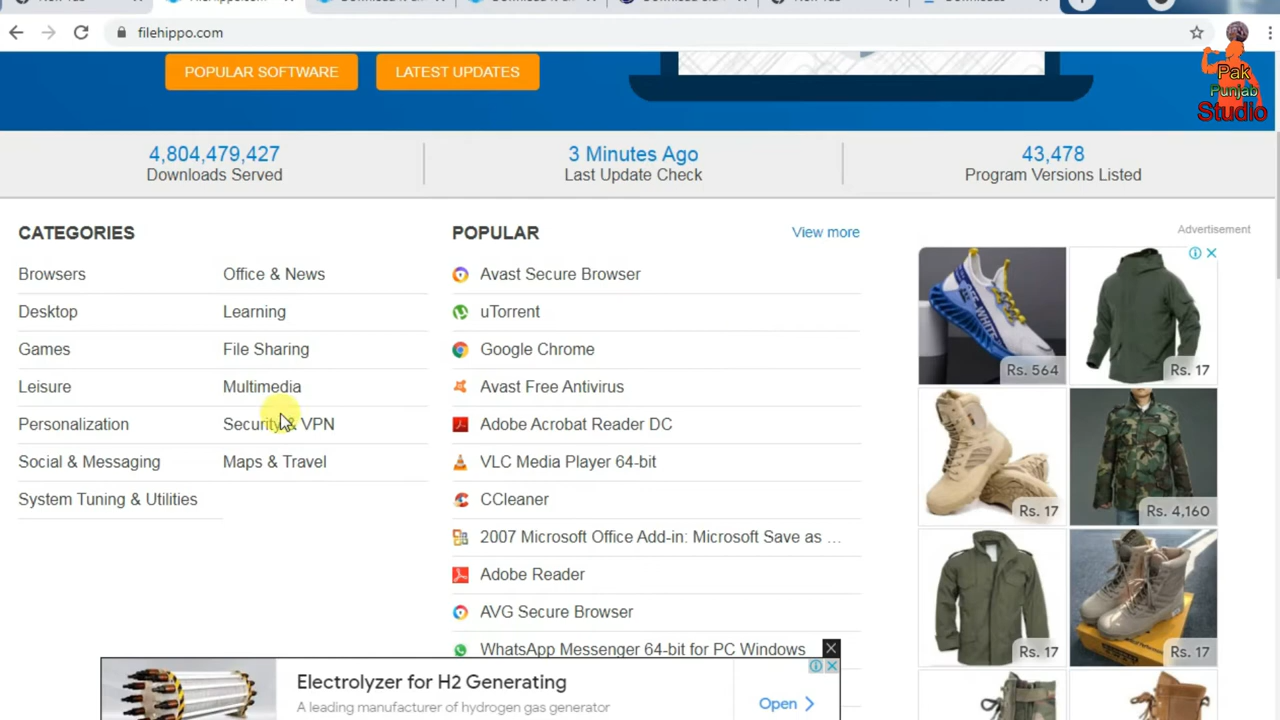 filehippo.com
Pak
Punjab
Studio
POPULAR SOFTWARE
LATEST UPDATES
4,804,479,427
Downloads Served
3 Minutes Ago
Last Update Check
43,478
Program Versions Listed
CATEGORIES
Browsers
Office & News
Desktop
Learning
Games
File Sharing
Leisure
Multimedia
Personalization
Security & VPN
Social & Messaging
Maps & Travel
System Tuning & Utilities
POPULAR
View more
Avast Secure Browser
uTorrent
Google Chrome
Avast Free Antivirus
Adobe Acrobat Reader DC
VLC Media Player 64-bit
CCleaner
2007 Microsoft Office Add-in: Microsoft Save as …
Adobe Reader
AVG Secure Browser
WhatsApp Messenger 64-bit for PC Windows
Advertisement
Rs. 564
Rs. 17
Rs. 17
Rs. 4,160
Rs. 17
Rs. 17
Electrolyzer for H2 Generating
A leading manufacturer of hydrogen gas generator
Open